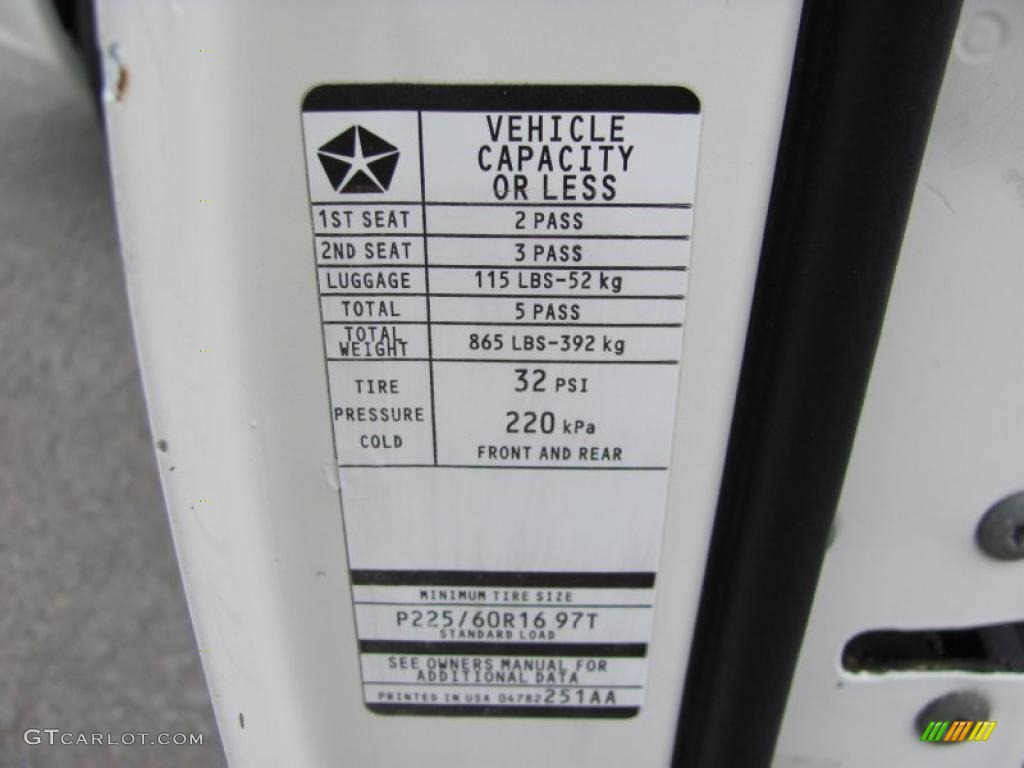 VEHICLE
CAPACITY
OR LESS
1ST SEAT 2 PASS
2ND SEAT 3 PASS
LUGGAGE 115 LBS-52 kg
TOTAL 5 PASS
TOTAL
WEIGHT 865 LBS-392 kg
TIRE 32 PSI
PRESSURE 220 kPa
COLD FRONT AND REAR
MINIMUM TIRE SIZE
P225/60R16 97T
STANDARD LOAD
SEE OWNERS MANUAL FOR
ADDITIONAL DATA
PRINTED IN USA 04782251AA
GTCARLOT.COM